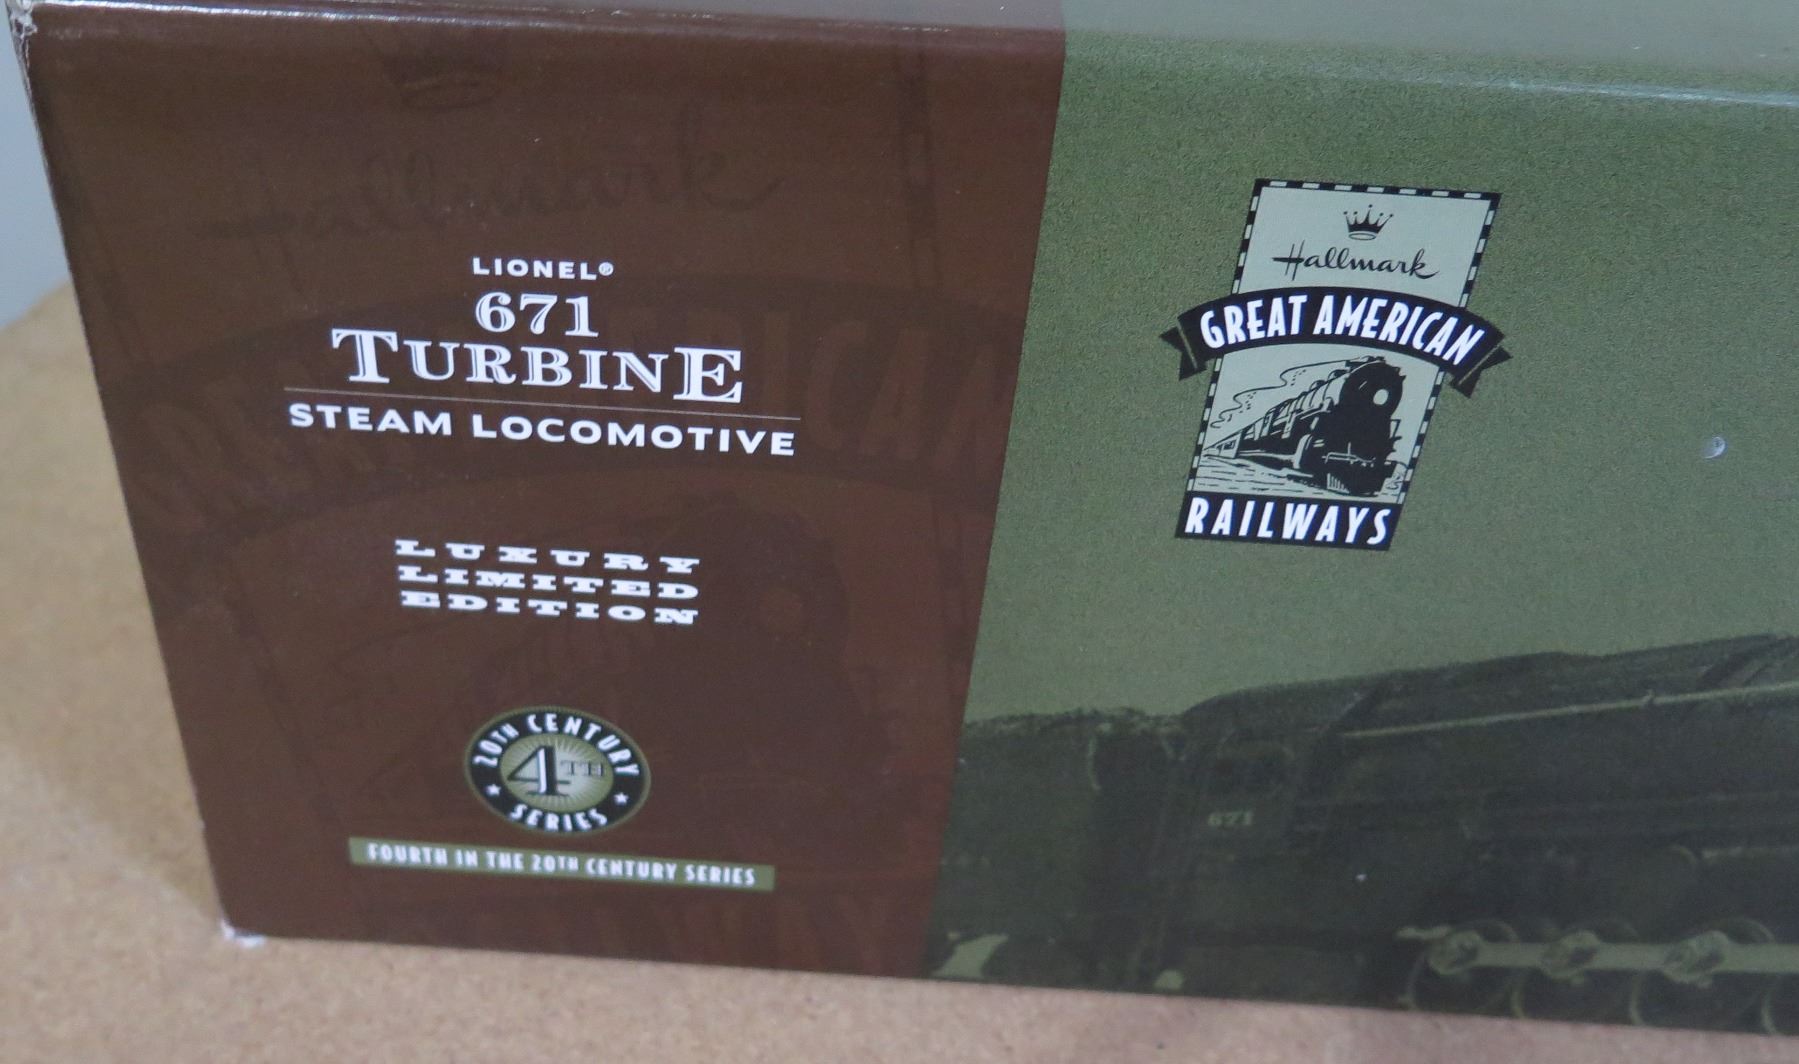 LIONEL®
671
TURBINE
STEAM LOCOMOTIVE
LUXURY
LIMITED
EDITION
20TH CENTURY
4TH
SERIES
FOURTH IN THE 20TH CENTURY SERIES
Hallmark
Hallmark
GREAT AMERICAN
RAILWAYS
671